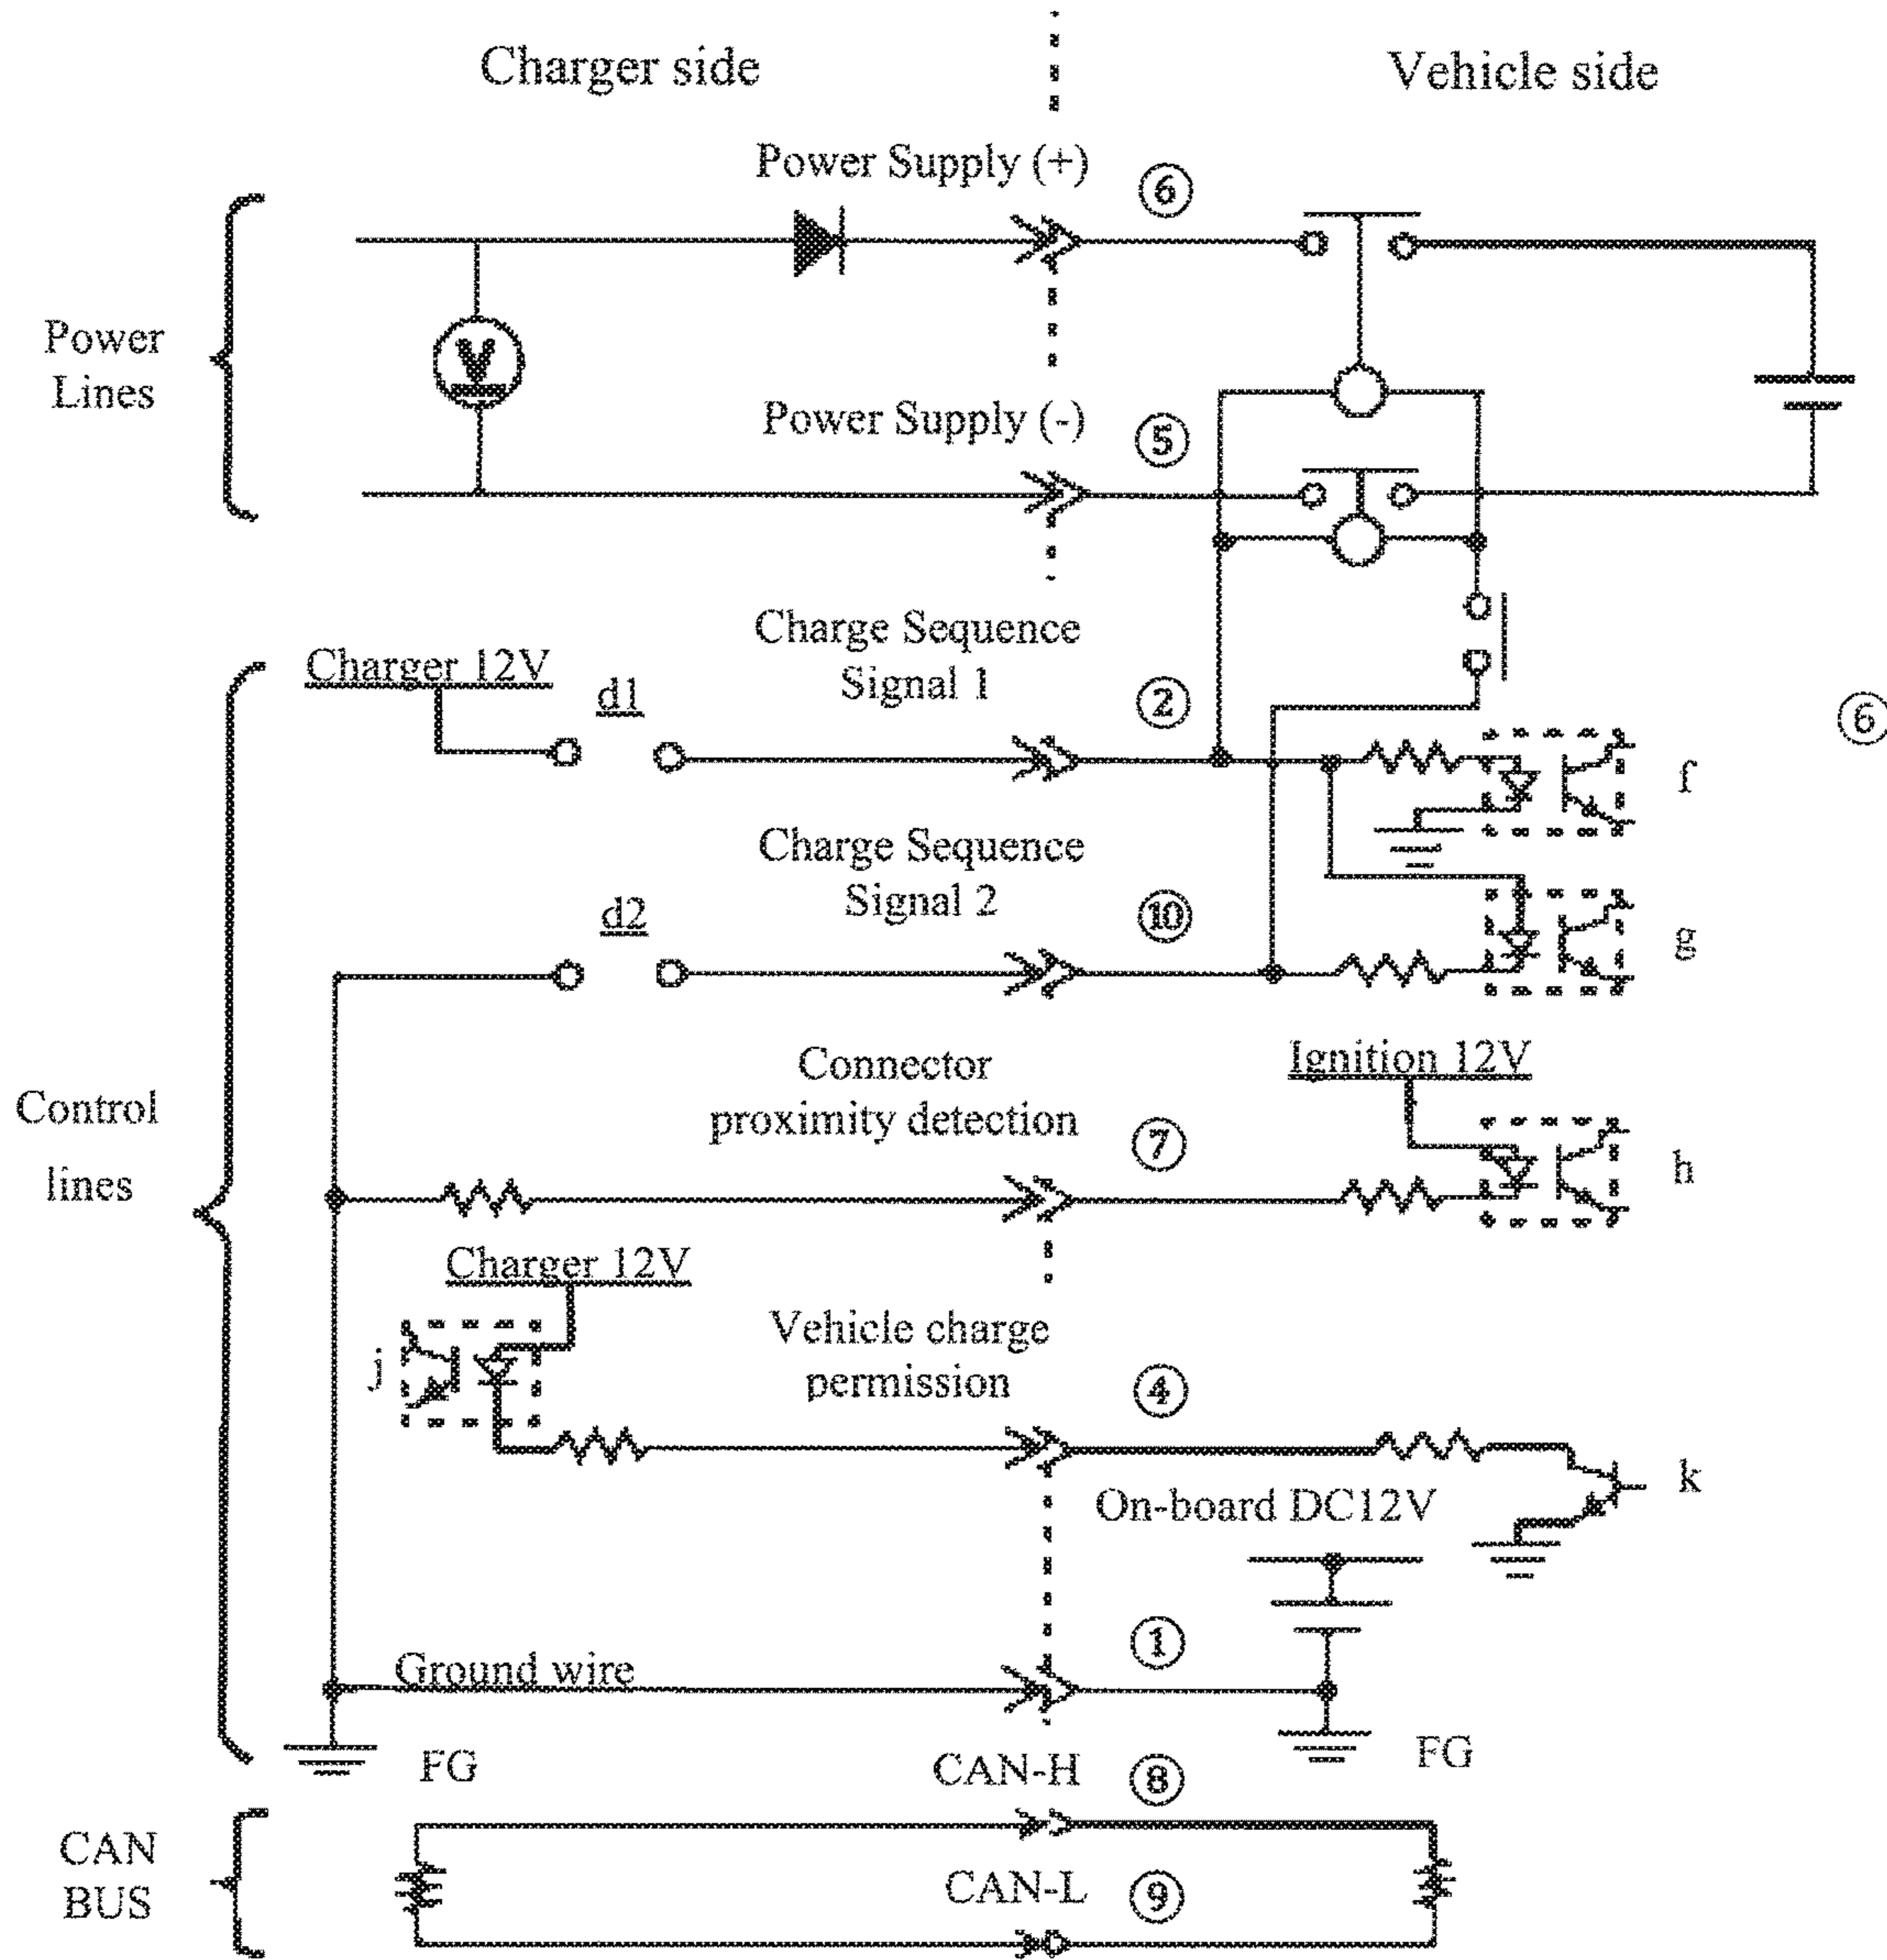 Charger side
Vehicle side
Power Supply (+)
⑥
Power
Lines
V
Power Supply (-)
⑤
Charge Sequence
Signal 1
Charger 12V
d1
②
⑥
f
Charge Sequence
Signal 2
d2
⑩
g
Connector
proximity detection
Ignition 12V
⑦
h
Control
lines
Charger 12V
Vehicle charge
permission
j
④
k
On-board DC12V
Ground wire
①
FG
FG
CAN-H
⑧
CAN
BUS
CAN-L
⑨